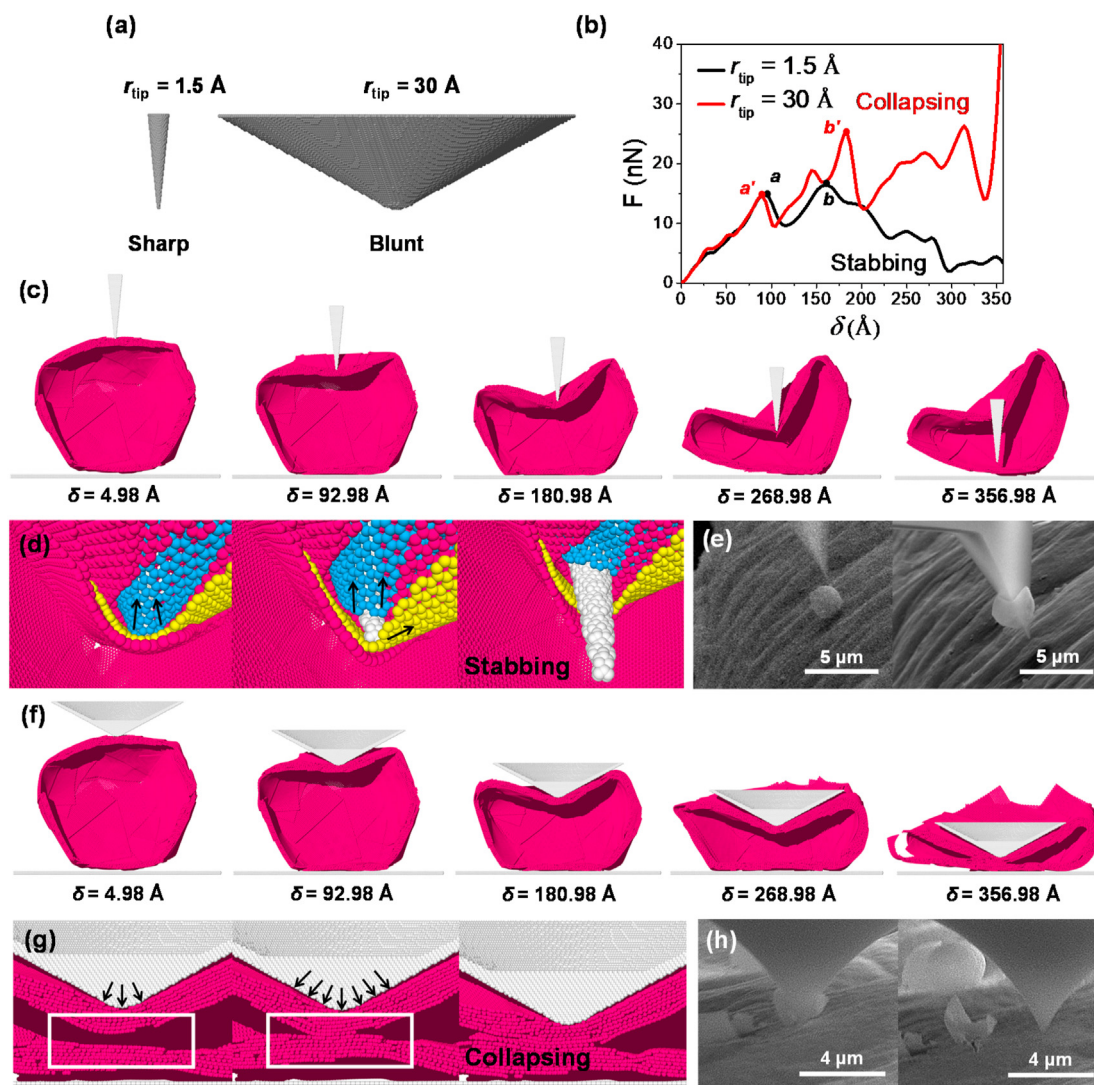 (a)
r_tip = 1.5 Å
r_tip = 30 Å
Sharp
Blunt
(b)
40
30
20
10
0
F (nN)
r_tip = 1.5 Å
r_tip = 30 Å
Collapsing
a'
a
b'
b
Stabbing
0 50 100 150 200 250 300 350
δ (Å)
(c)
δ = 4.98 Å
δ = 92.98 Å
δ = 180.98 Å
δ = 268.98 Å
δ = 356.98 Å
(d)
Stabbing
(e)
5 µm
5 µm
(f)
δ = 4.98 Å
δ = 92.98 Å
δ = 180.98 Å
δ = 268.98 Å
δ = 356.98 Å
(g)
Collapsing
(h)
4 µm
4 µm